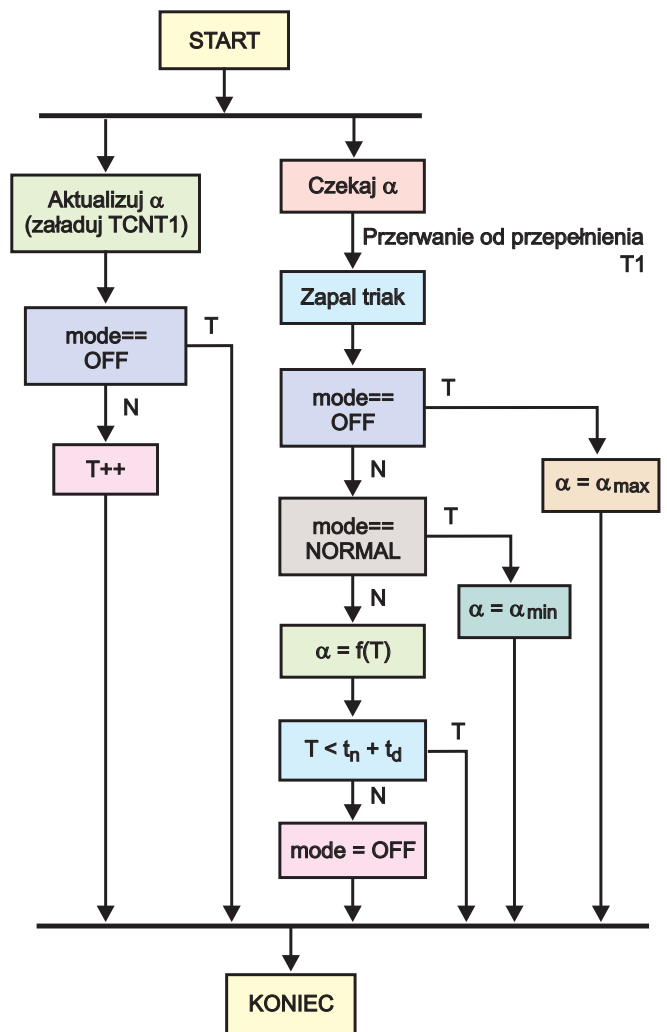 START
Aktualizuj α
(załaduj TCNT1)
mode==
OFF
T
N
T++
Czekaj α
Przerwanie od przepełnienia
T1
Zapal triak
mode==
OFF
T
N
α = αmax
mode==
NORMAL
T
N
α = αmin
α = f(T)
T < tn + td
T
N
mode = OFF
KONIEC